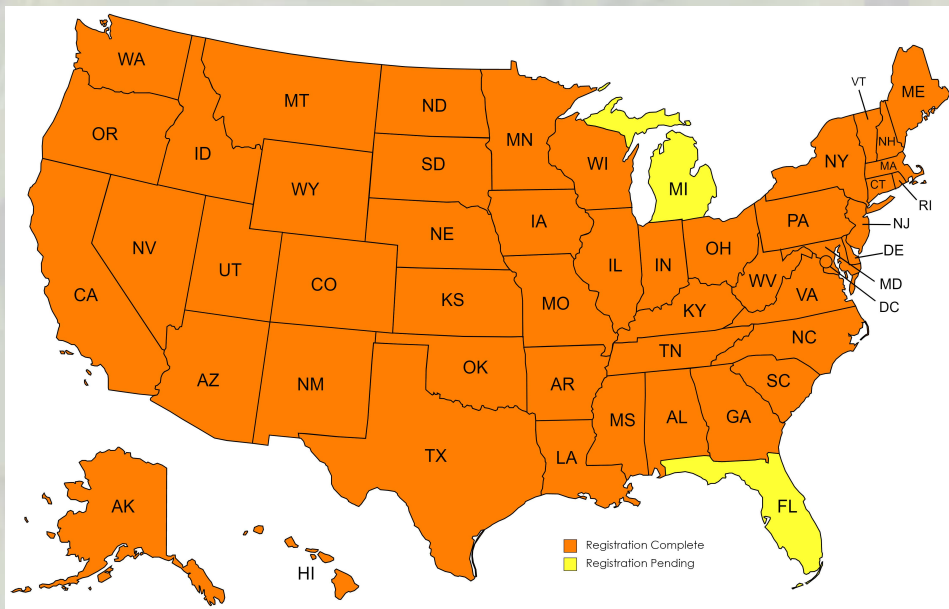 WA
MT
ND
MN
VT
ME
OR
ID
SD
WI
MI
NY
NH
MA
CT
RI
WY
IA
PA
NJ
NV
UT
NE
IL
IN
OH
DE
CA
CO
KS
MO
WV
VA
MD
DC
KY
AZ
NM
OK
AR
TN
NC
SC
MS
AL
GA
TX
LA
AK
FL
HI
Registration Complete
Registration Pending